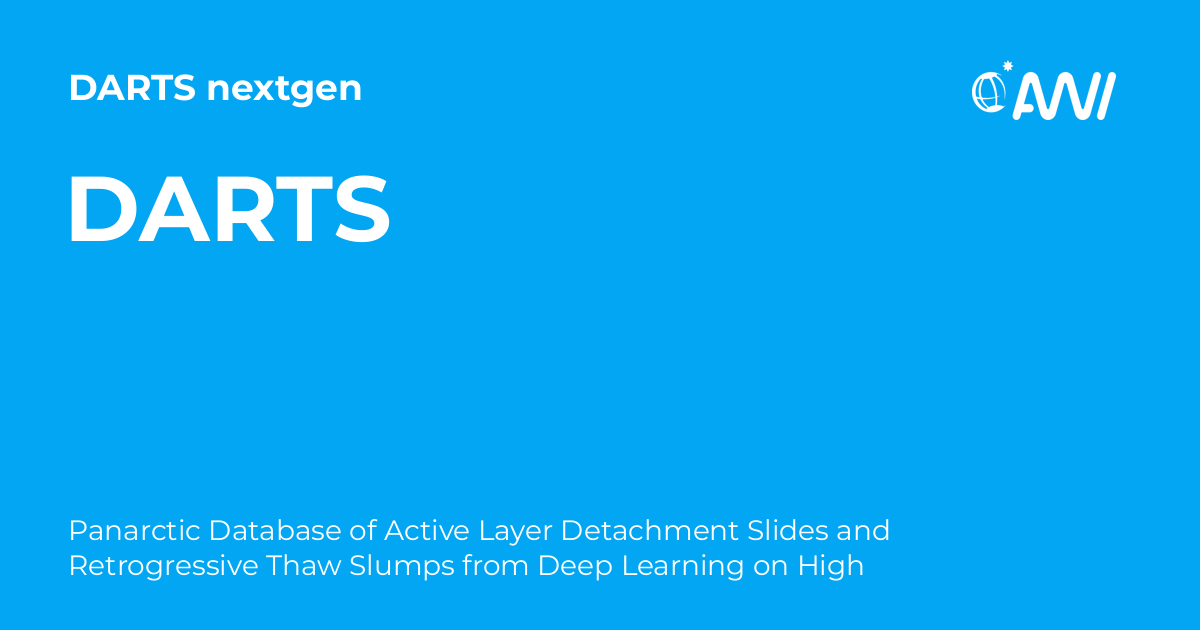 DARTS nextgen
AWI
DARTS
Panarctic Database of Active Layer Detachment Slides and
Retrogressive Thaw Slumps from Deep Learning on High